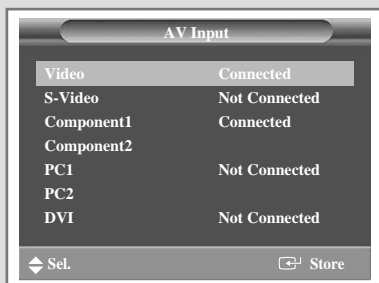 AV Input
Video Connected
S-Video Not Connected
Component1 Connected
Component2
PC1 Not Connected
PC2
DVI Not Connected
Sel. Store